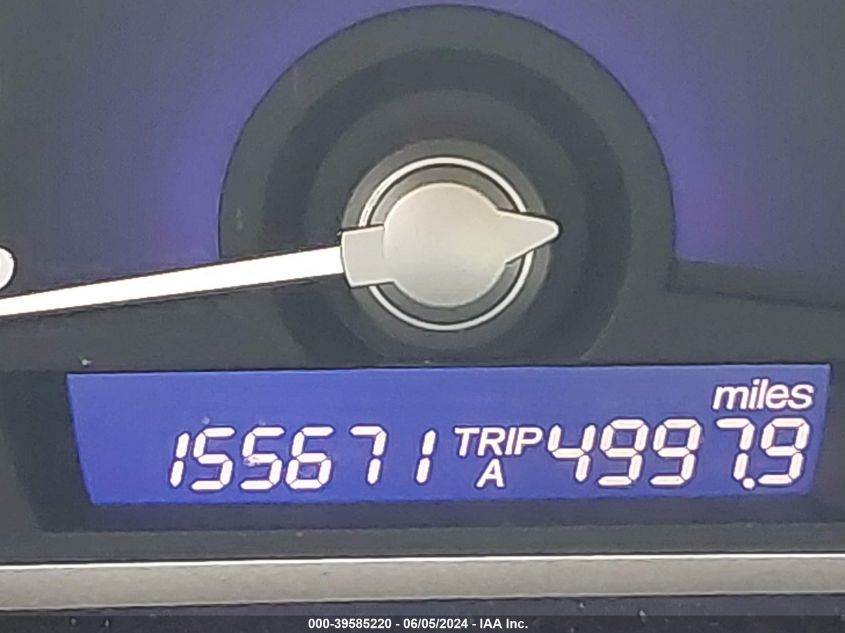 miles
155671 TRIP A 4997.9
000-39585220 - 06/05/2024 - IAA Inc.